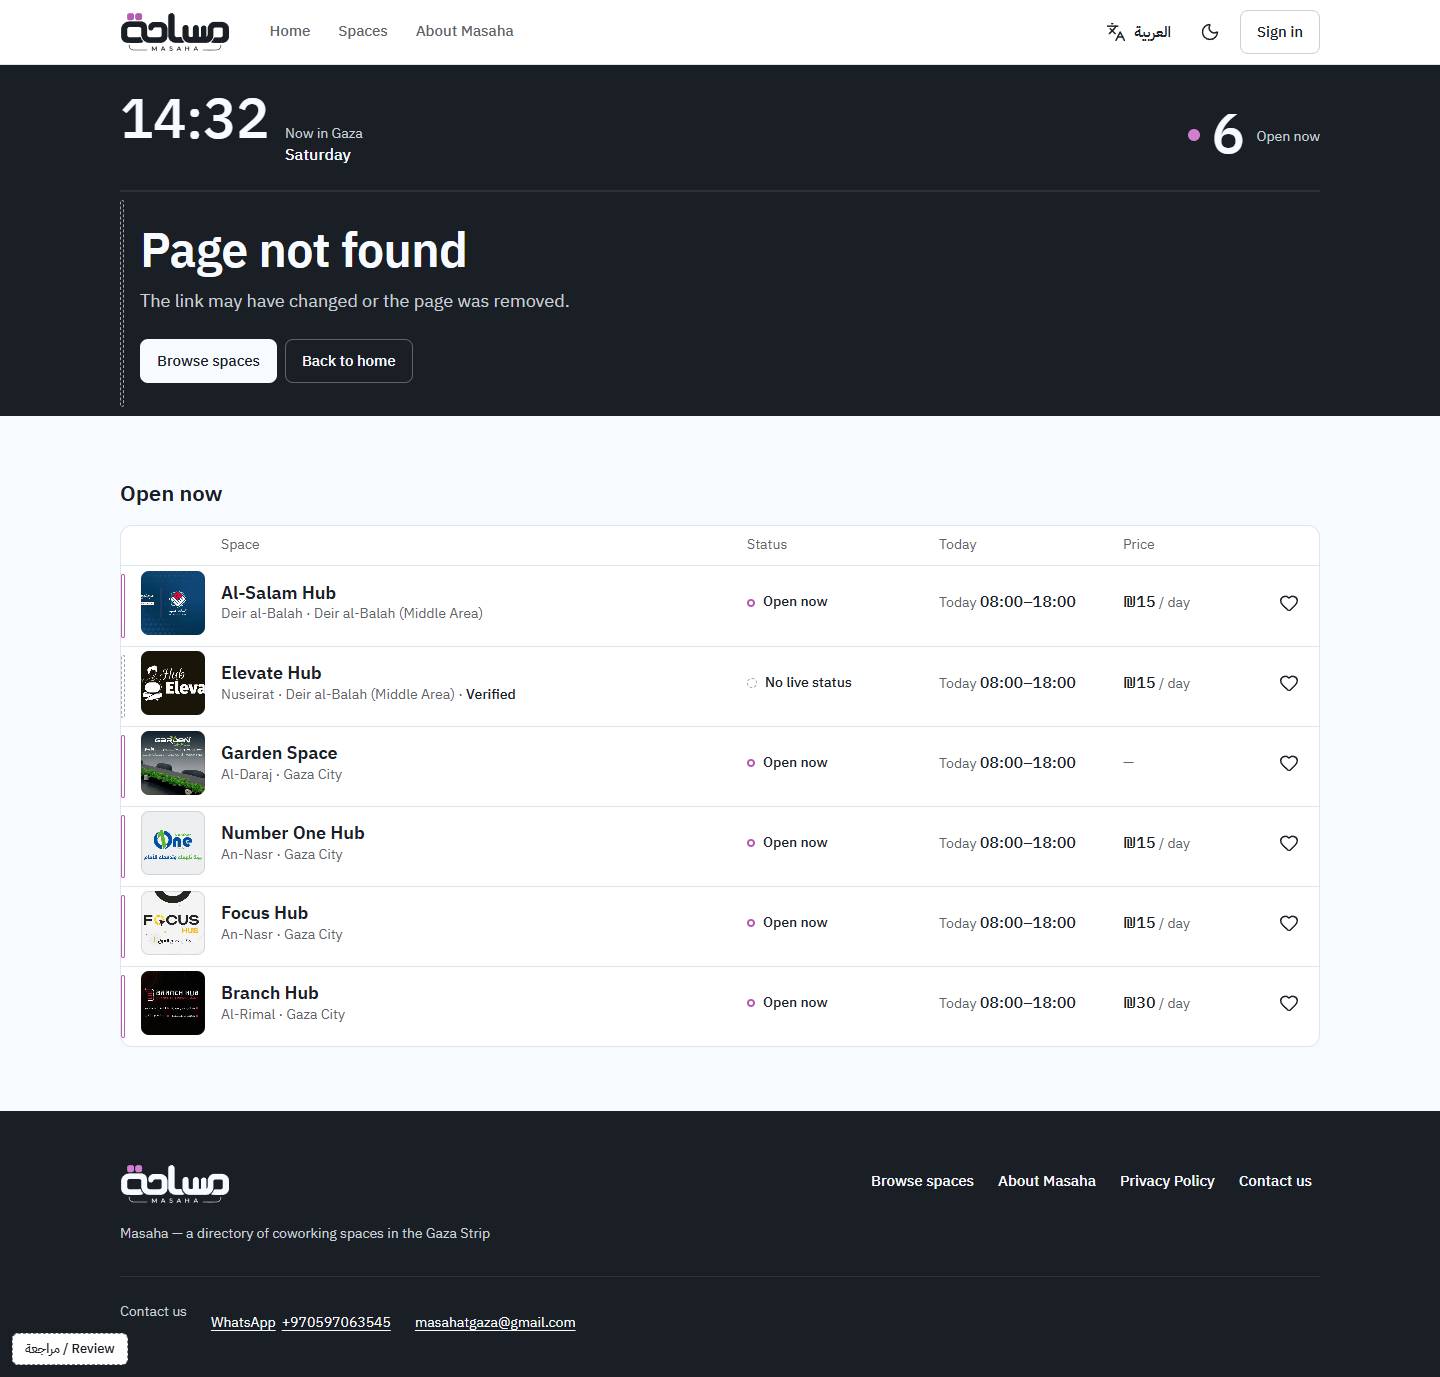 مساحة
MASAHA
Home
Spaces
About Masaha
العربية
Sign in
14:32
Now in Gaza
Saturday
6
Open now
Page not found
The link may have changed or the page was removed.
Browse spaces
Back to home
Open now
Space
Status
Today
Price
Al-Salam Hub
Deir al-Balah · Deir al-Balah (Middle Area)
Open now
Today 08:00–18:00
₪15 / day
Hub
Eleva
Elevate Hub
Nuseirat · Deir al-Balah (Middle Area) · Verified
No live status
Today 08:00–18:00
₪15 / day
GARDEN
Garden Space
Al-Daraj · Gaza City
Open now
Today 08:00–18:00
—
One
Number One Hub
An-Nasr · Gaza City
Open now
Today 08:00–18:00
₪15 / day
FOCUS
HUB
Focus Hub
An-Nasr · Gaza City
Open now
Today 08:00–18:00
₪15 / day
BRANCH HUB
Branch Hub
Al-Rimal · Gaza City
Open now
Today 08:00–18:00
₪30 / day
مساحة
MASAHA
Browse spaces
About Masaha
Privacy Policy
Contact us
Masaha — a directory of coworking spaces in the Gaza Strip
Contact us
WhatsApp +970597063545
masahatgaza@gmail.com
مراجعة / Review